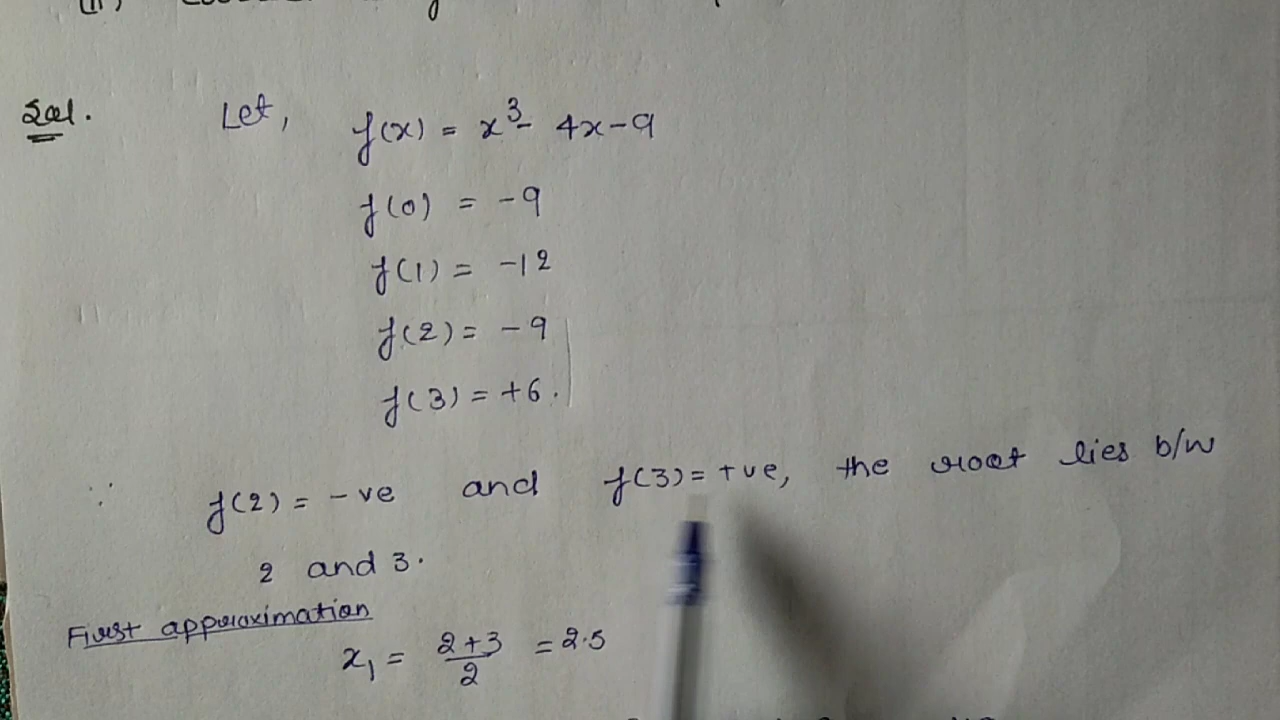 Sol. Let, f(x) = x³- 4x-9
f(0) = -9
f(1) = -12
f(2) = -9
f(3) = +6.
∵ f(2) = -ve and f(3) = +ve, the root lies b/w
2 and 3.
First approximation
x₁ = (2+3)/2 = 2.5